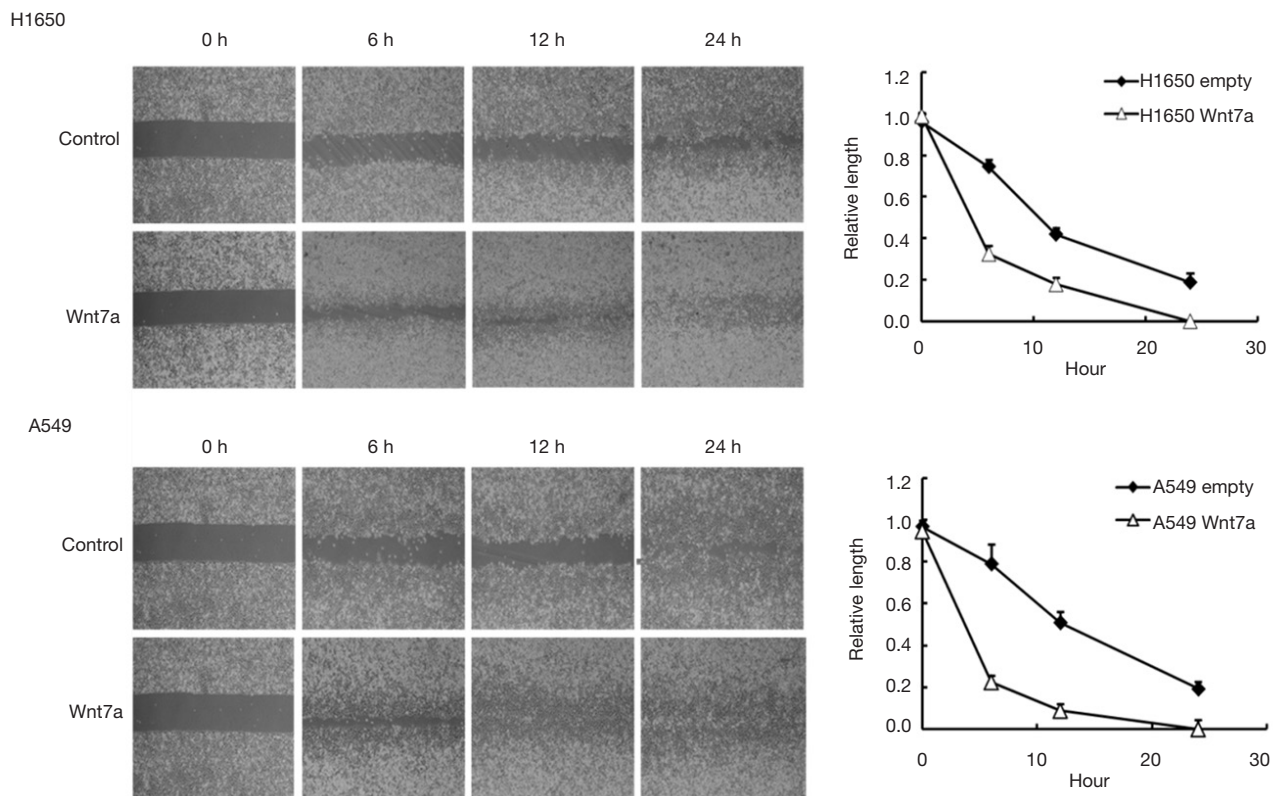 H1650
0 h 6 h 12 h 24 h
Control
Wnt7a
1.2
1.0
0.8
0.6
0.4
0.2
0.0
Relative length
H1650 empty
H1650 Wnt7a
0 10 20 30
Hour
A549
0 h 6 h 12 h 24 h
Control
Wnt7a
1.2
1.0
0.8
0.6
0.4
0.2
0.0
Relative length
A549 empty
A549 Wnt7a
0 10 20 30
Hour